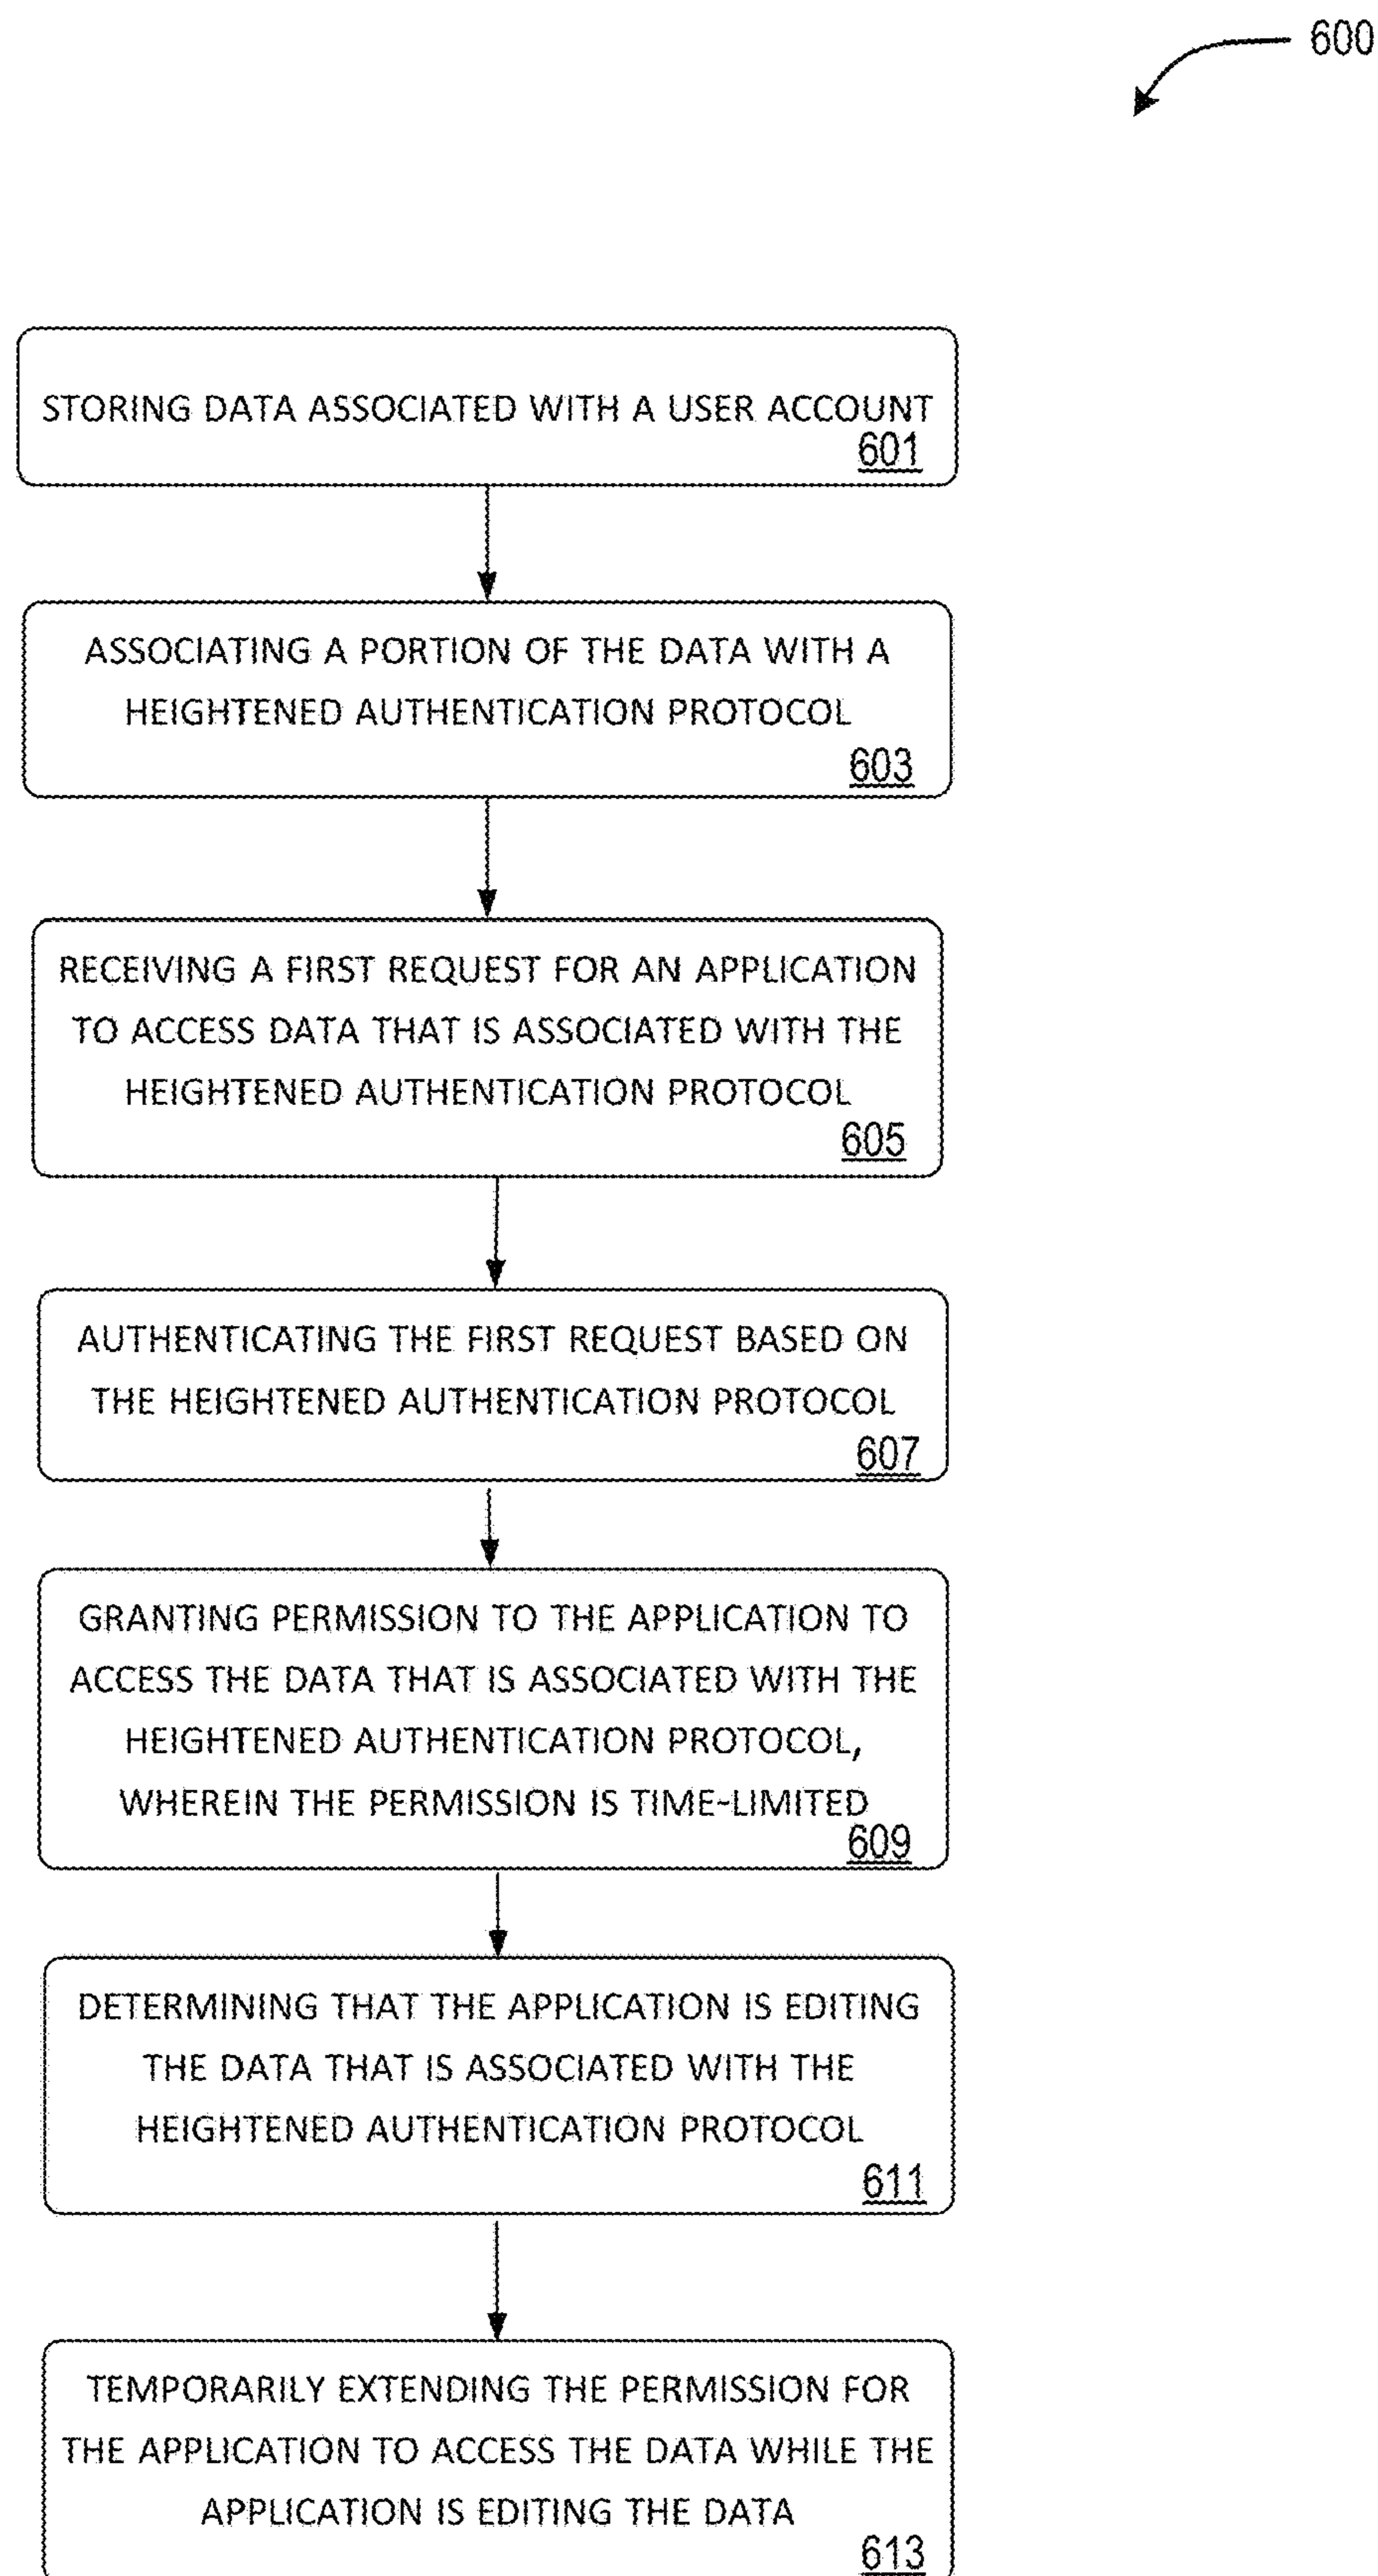 600
STORING DATA ASSOCIATED WITH A USER ACCOUNT
601
ASSOCIATING A PORTION OF THE DATA WITH A
HEIGHTENED AUTHENTICATION PROTOCOL
603
RECEIVING A FIRST REQUEST FOR AN APPLICATION
TO ACCESS DATA THAT IS ASSOCIATED WITH THE
HEIGHTENED AUTHENTICATION PROTOCOL
605
AUTHENTICATING THE FIRST REQUEST BASED ON
THE HEIGHTENED AUTHENTICATION PROTOCOL
607
GRANTING PERMISSION TO THE APPLICATION TO
ACCESS THE DATA THAT IS ASSOCIATED WITH THE
HEIGHTENED AUTHENTICATION PROTOCOL,
WHEREIN THE PERMISSION IS TIME-LIMITED
609
DETERMINING THAT THE APPLICATION IS EDITING
THE DATA THAT IS ASSOCIATED WITH THE
HEIGHTENED AUTHENTICATION PROTOCOL
611
TEMPORARILY EXTENDING THE PERMISSION FOR
THE APPLICATION TO ACCESS THE DATA WHILE THE
APPLICATION IS EDITING THE DATA
613